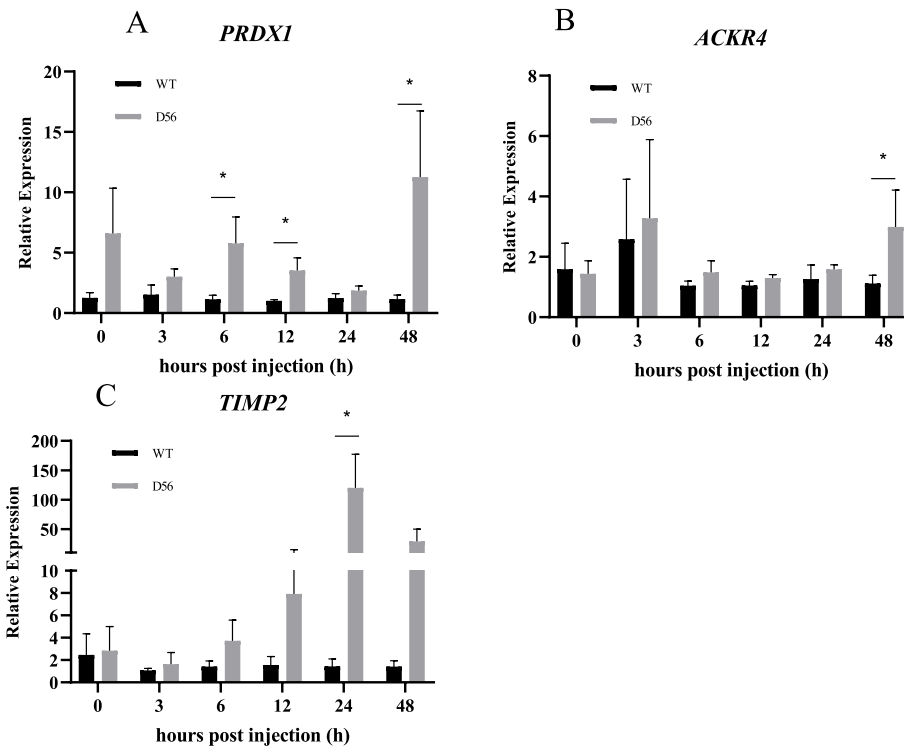 A
PRDX1
WT
D56
*
*
*
Relative Expression
20
15
10
5
0
0 3 6 12 24 48
hours post injection (h)
B
ACKR4
WT
D56
*
Relative Expression
8
6
4
2
0
0 3 6 12 24 48
hours post injection (h)
C
TIMP2
WT
D56
*
Relative Expression
200
150
100
50
10
8
6
4
2
0
0 3 6 12 24 48
hours post injection (h)